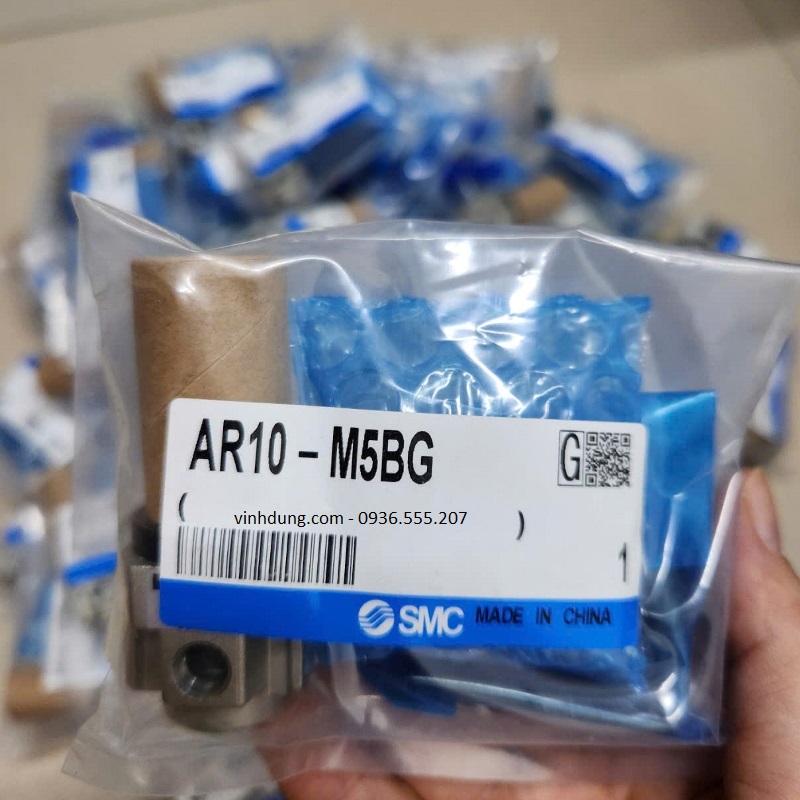 AR10 - M5BG
G
( vinhdung.com - 0936.555.207 )
1
SMC MADE IN CHINA